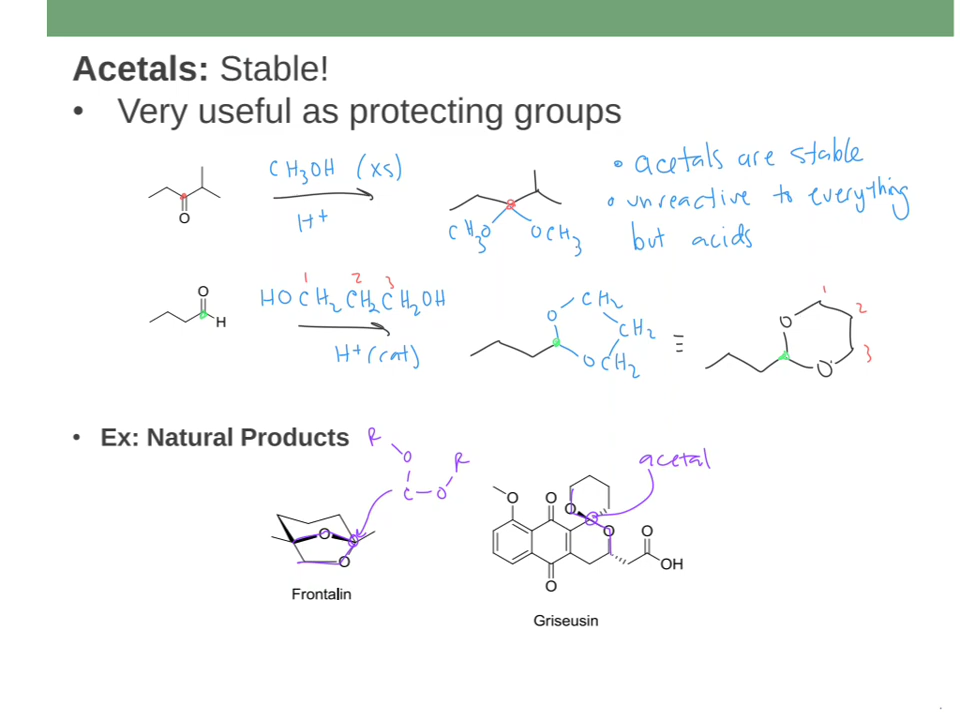 Acetals: Stable!
• Very useful as protecting groups
CH3OH (xs)
H+
O
CH3O
OCH3
• acetals are stable
• unreactive to everything
but acids
O
H
1 2 3
HOCH2CH2CH2OH
H+(cat)
O
CH2
CH2
OCH2
≡
O
O
1
2
3
• Ex: Natural Products
R
O
R
C-O
acetal
O
O
Frontalin
O
O
O
O
O
O
OH
Griseusin